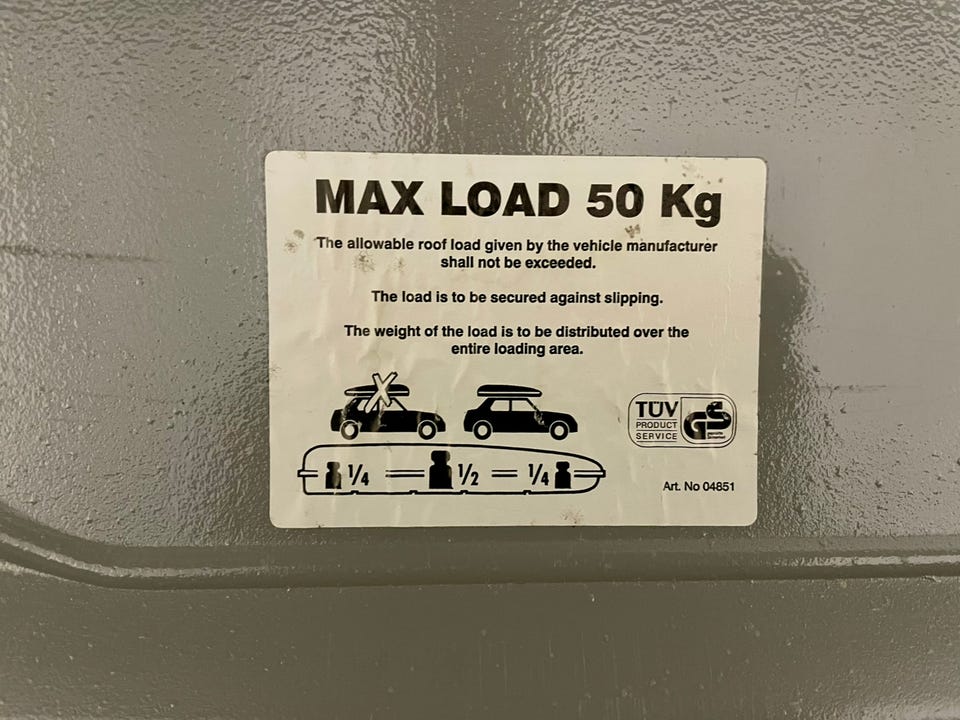 MAX LOAD 50 Kg
The allowable roof load given by the vehicle manufacturer
shall not be exceeded.
The load is to be secured against slipping.
The weight of the load is to be distributed over the
entire loading area.
X
1/4 1/2 1/4
TÜV
PRODUCT
SERVICE
GS
Art. No 04851